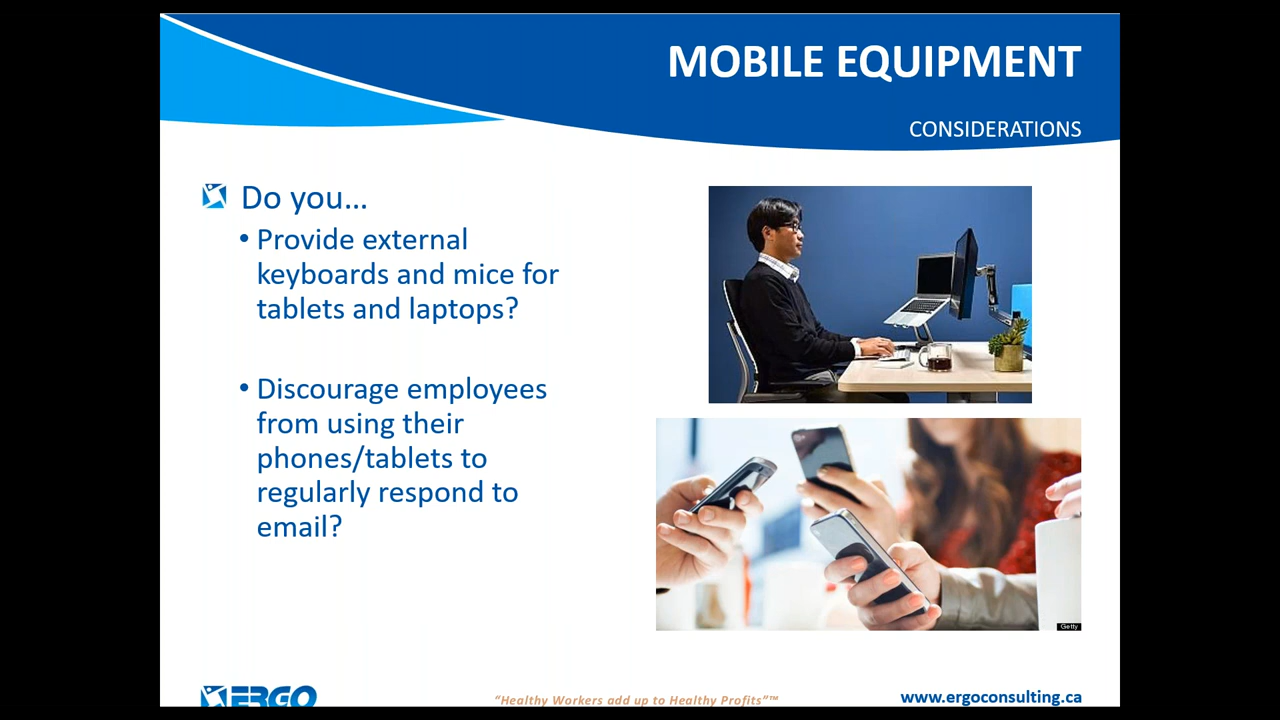 MOBILE EQUIPMENT
CONSIDERATIONS
Do you...
• Provide external
keyboards and mice for
tablets and laptops?
• Discourage employees
from using their
phones/tablets to
regularly respond to
email?
Getty
ERGO
“Healthy Workers add up to Healthy Profits”™
www.ergoconsulting.ca